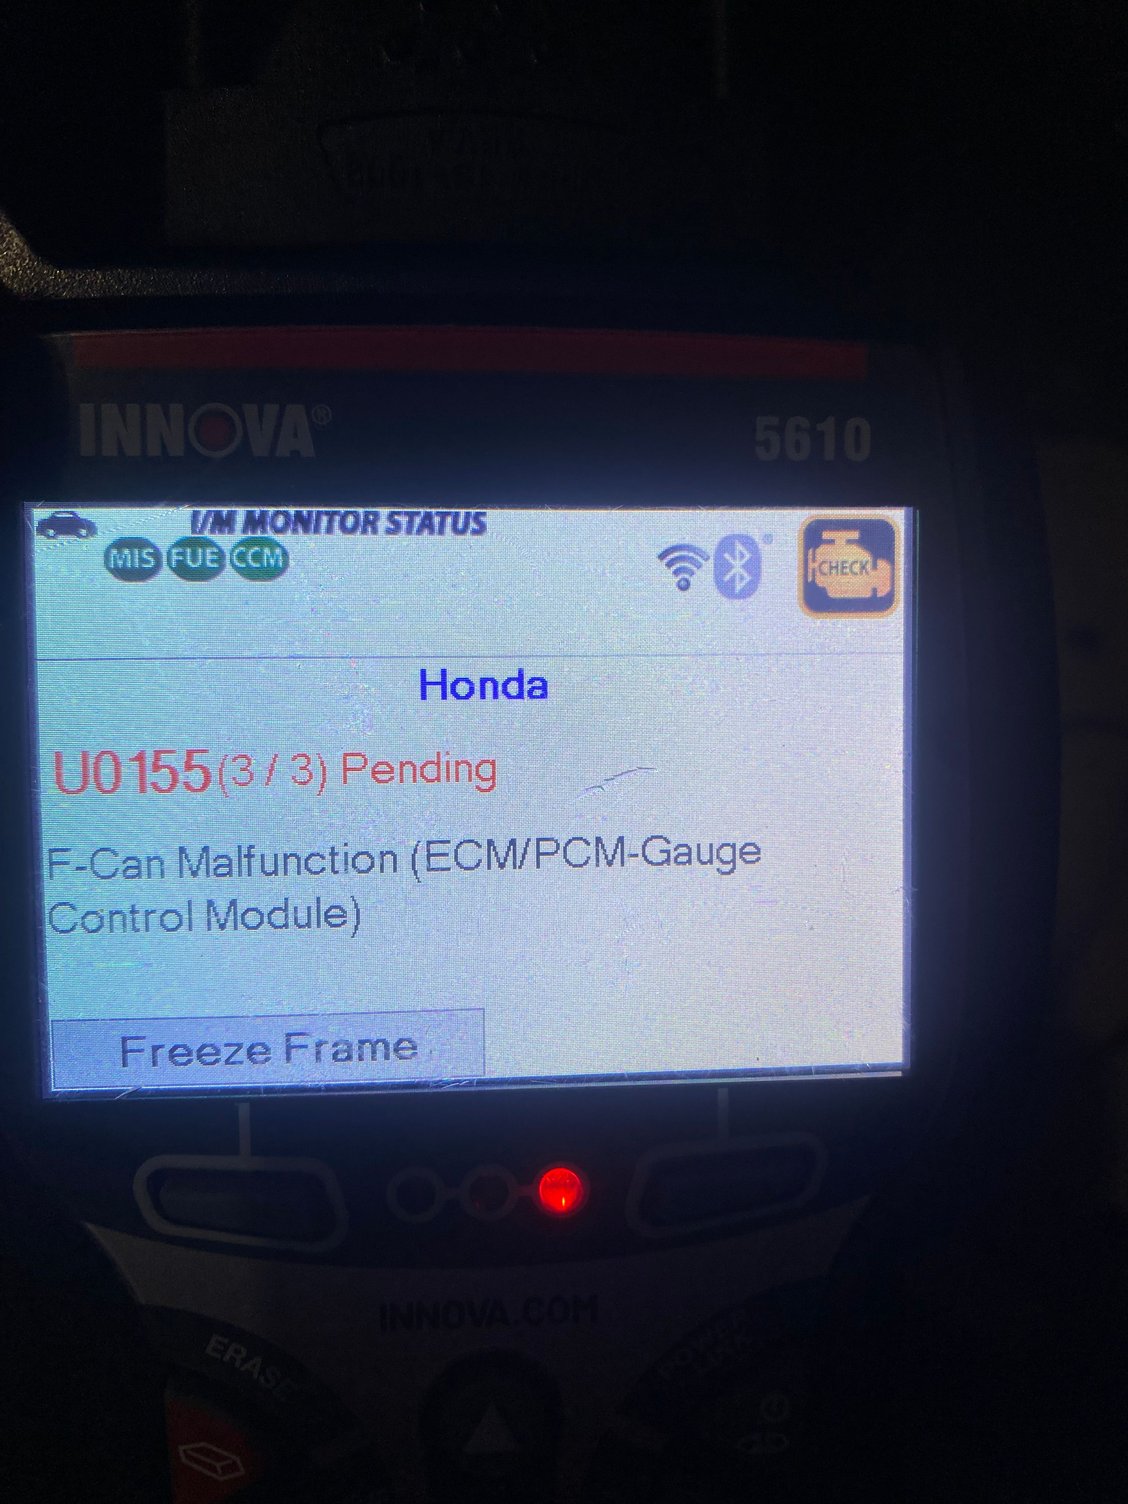 INNOVA®
5610
I/M MONITOR STATUS
MIS FUE CCM
CHECK
Honda
U0155(3 / 3) Pending
F-Can Malfunction (ECM/PCM-Gauge
Control Module)
Freeze Frame
INNOVA.COM
ERASE